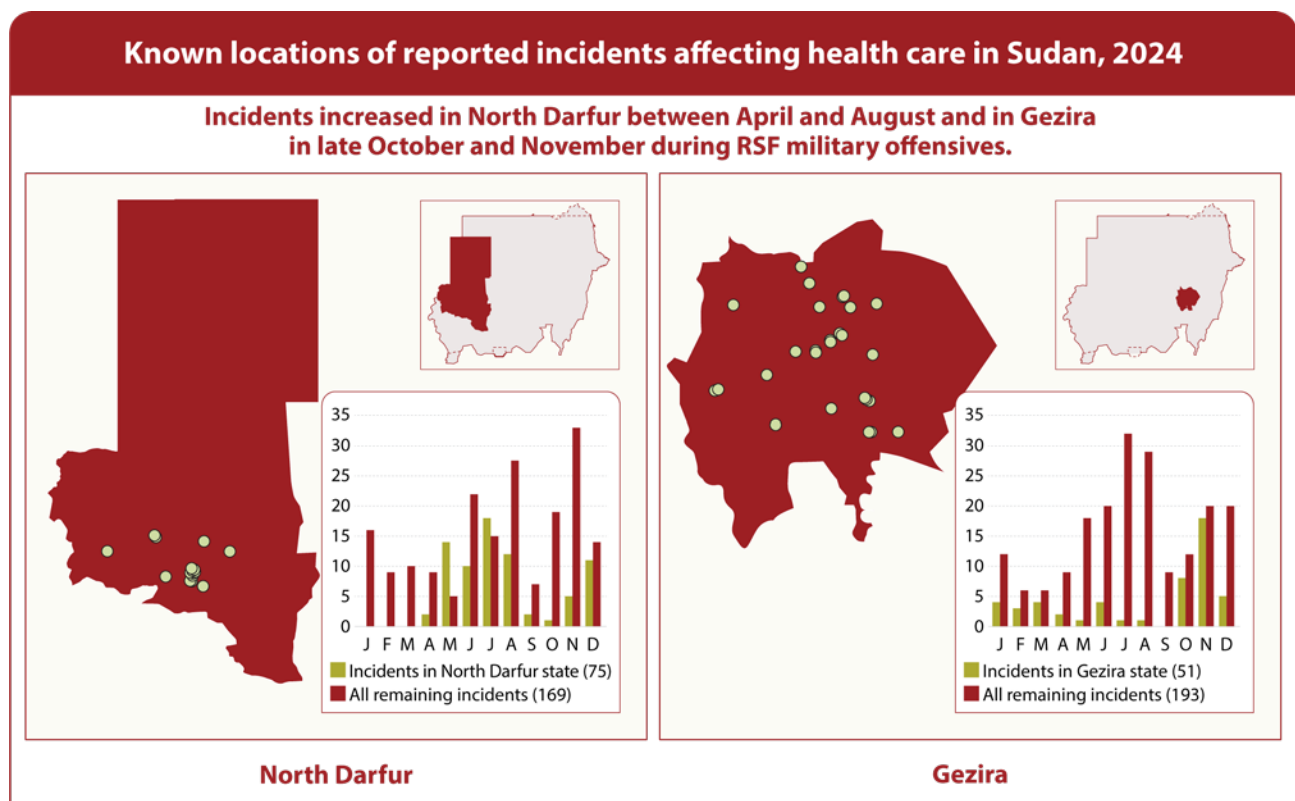 Known locations of reported incidents affecting health care in Sudan, 2024
Incidents increased in North Darfur between April and August and in Gezira
in late October and November during RSF military offensives.
35
30
25
20
15
10
5
0
J F M A M J J A S O N D
Incidents in North Darfur state (75)
All remaining incidents (169)
North Darfur
35
30
25
20
15
10
5
0
J F M A M J J A S O N D
Incidents in Gezira state (51)
All remaining incidents (193)
Gezira